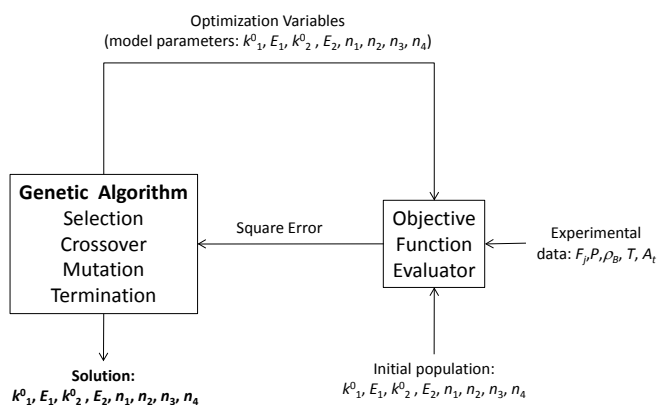 Optimization Variables
(model parameters: k⁰₁, E₁, k⁰₂ , E₂, n₁, n₂, n₃, n₄)
Genetic Algorithm
Selection
Crossover
Mutation
Termination
Square Error
Objective
Function
Evaluator
Experimental
data: Fⱼ,P,ρ_B, T, Aₜ
Solution:
k⁰₁, E₁, k⁰₂ , E₂, n₁, n₂, n₃, n₄
Initial population:
k⁰₁, E₁, k⁰₂ , E₂, n₁, n₂, n₃, n₄